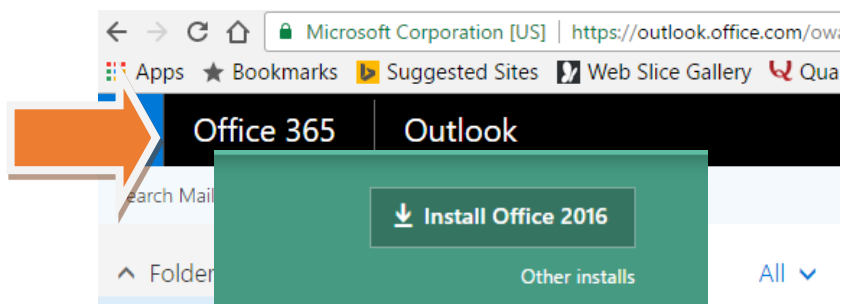 Microsoft Corporation [US] | https://outlook.office.com/owa
Apps Bookmarks Suggested Sites Web Slice Gallery Qua
Office 365 Outlook
earch Mail
Install Office 2016
Folder Other installs All